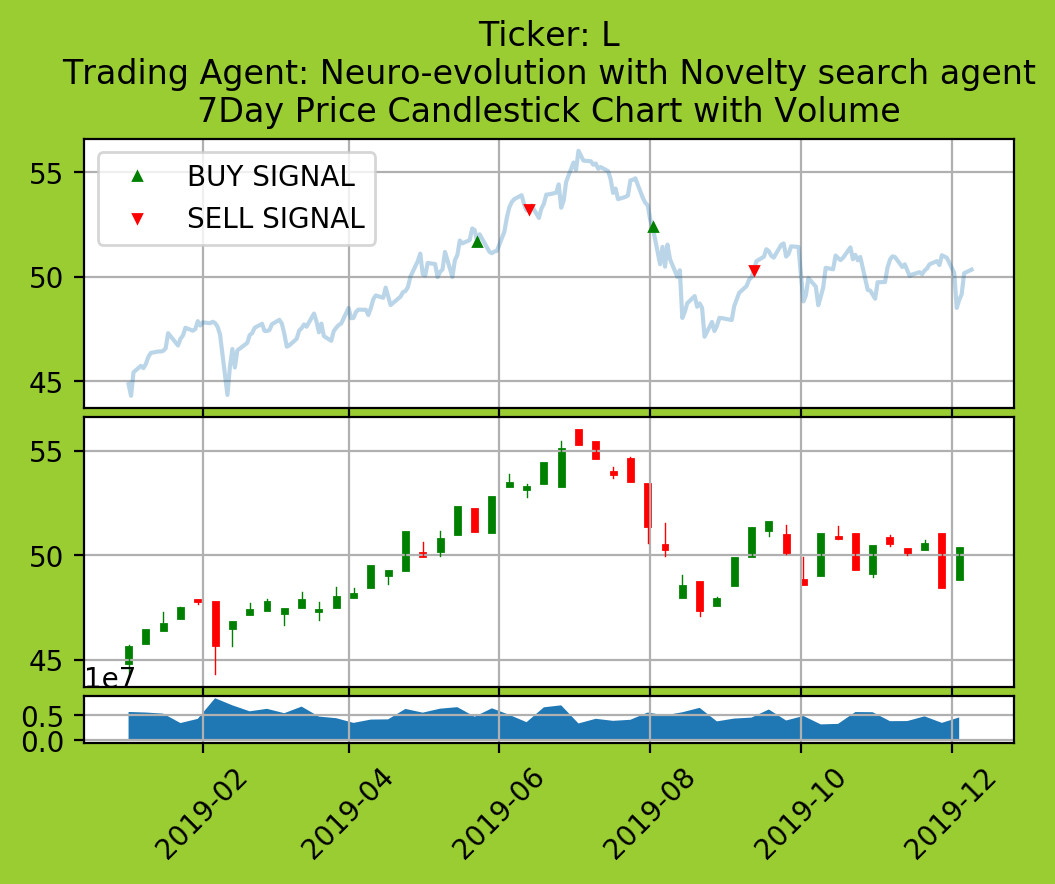 Ticker: L
Trading Agent: Neuro-evolution with Novelty search agent
7Day Price Candlestick Chart with Volume
BUY SIGNAL
SELL SIGNAL
55
50
45
55
50
45
1e7
0.5
0.0
2019-02
2019-04
2019-06
2019-08
2019-10
2019-12